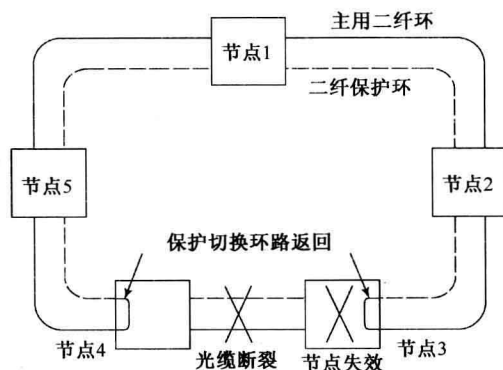 主用二纤环
节点1
二纤保护环
节点5
节点2
保护切换环路返回
节点4
光缆断裂
节点失效
节点3